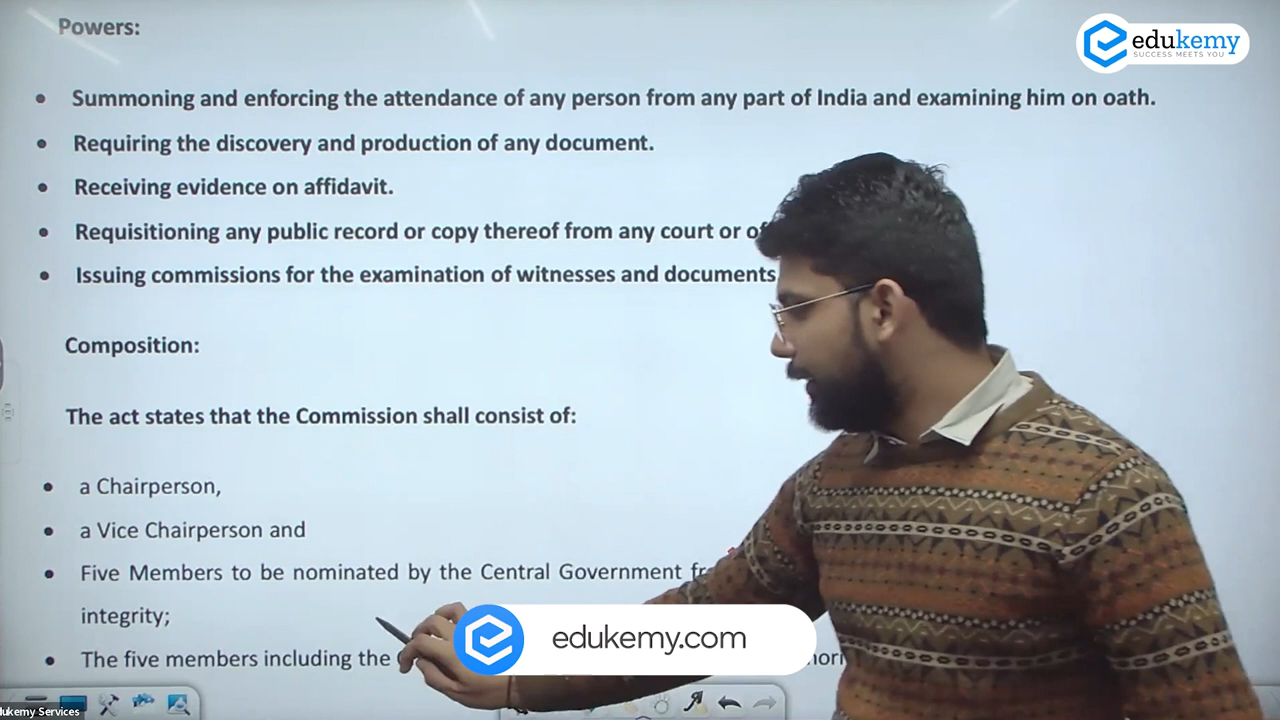 Powers:
edukemy
SUCCESS MEETS YOU
• Summoning and enforcing the attendance of any person from any part of India and examining him on oath.
• Requiring the discovery and production of any document.
• Receiving evidence on affidavit.
• Requisitioning any public record or copy thereof from any court or
• Issuing commissions for the examination of witnesses and documents
Composition:
The act states that the Commission shall consist of:
• a Chairperson,
• a Vice Chairperson and
• Five Members to be nominated by the Central Government
integrity;
edukemy.com
• The five members including the
Services